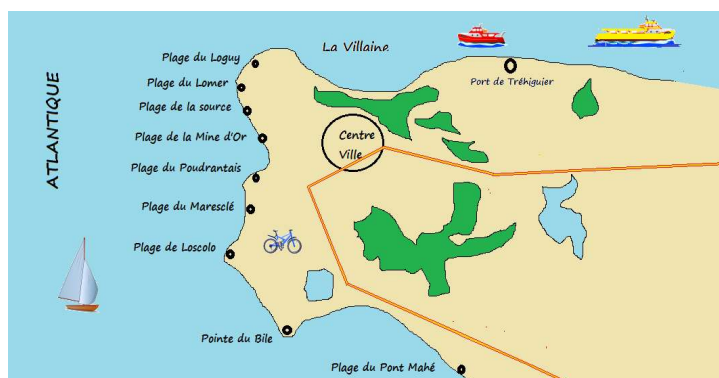 La Villaine
Plage du Loguy
Plage du Lomer
Port de Tréhiguier
Plage de la source
ATLANTIQUE
Plage de la Mine d'Or
Centre
Ville
Plage du Poudrantais
Plage du Maresclé
Plage de Loscolo
Pointe du Bile
Plage du Pont Mahé